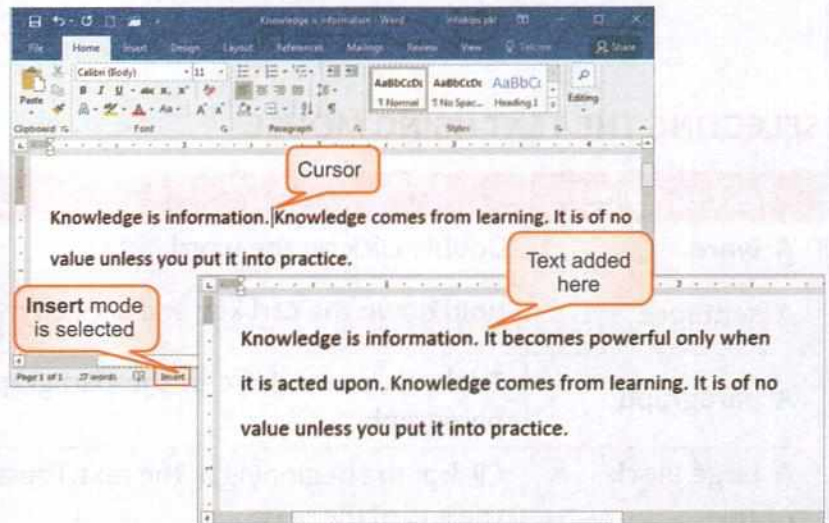 Knowledge is information - Word
File Home Insert Design Layout References Mailings Review View Share
Calibri (Body) 11
Paste
AaBbCcDc AaBbCcDc AaBbCc
1 Normal 1 No Spac... Heading 1
Editing
Clipboard Font Paragraph Styles
Cursor
Knowledge is information. Knowledge comes from learning. It is of no
value unless you put it into practice.
Insert mode
is selected
Page 1 of 1 27 words Insert
Text added
here
Knowledge is information. It becomes powerful only when
it is acted upon. Knowledge comes from learning. It is of no
value unless you put it into practice.